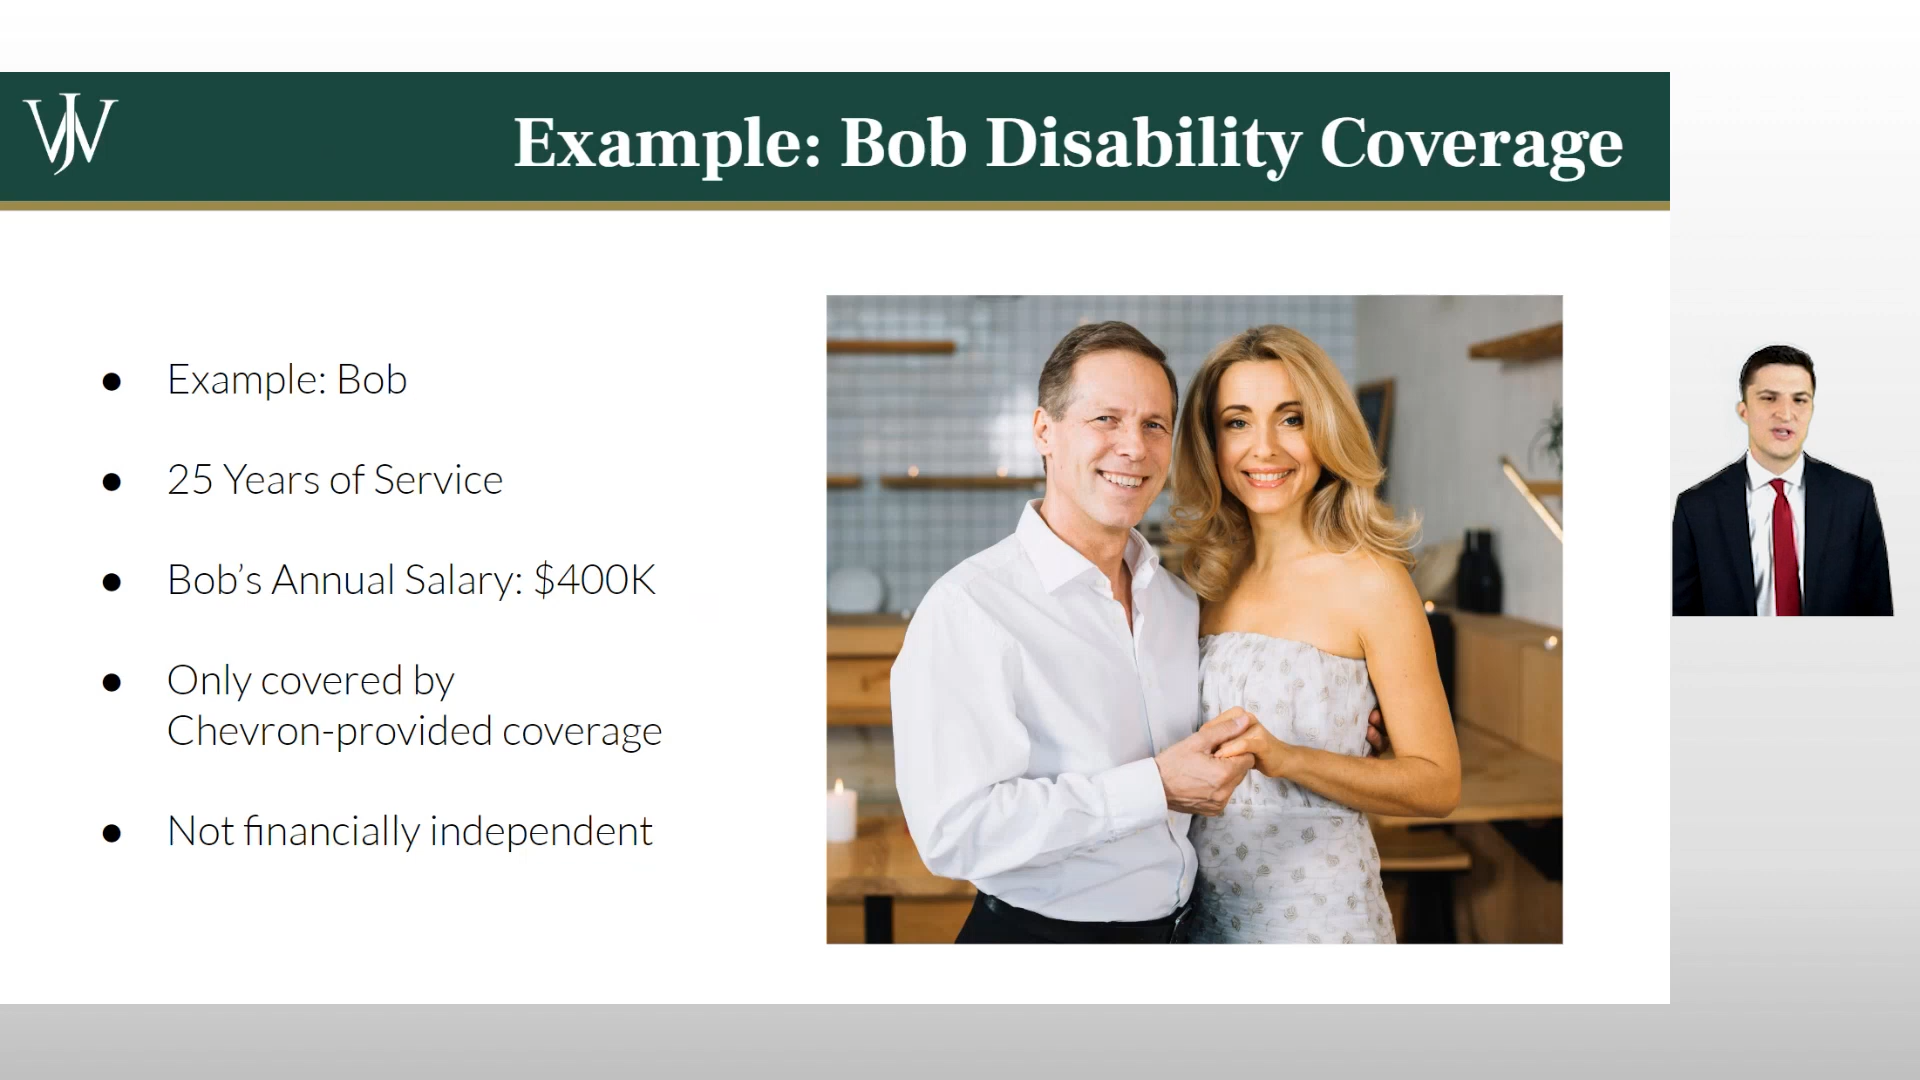 Example: Bob Disability Coverage
● Example: Bob
● 25 Years of Service
● Bob's Annual Salary: $400K
● Only covered by
Chevron-provided coverage
● Not financially independent